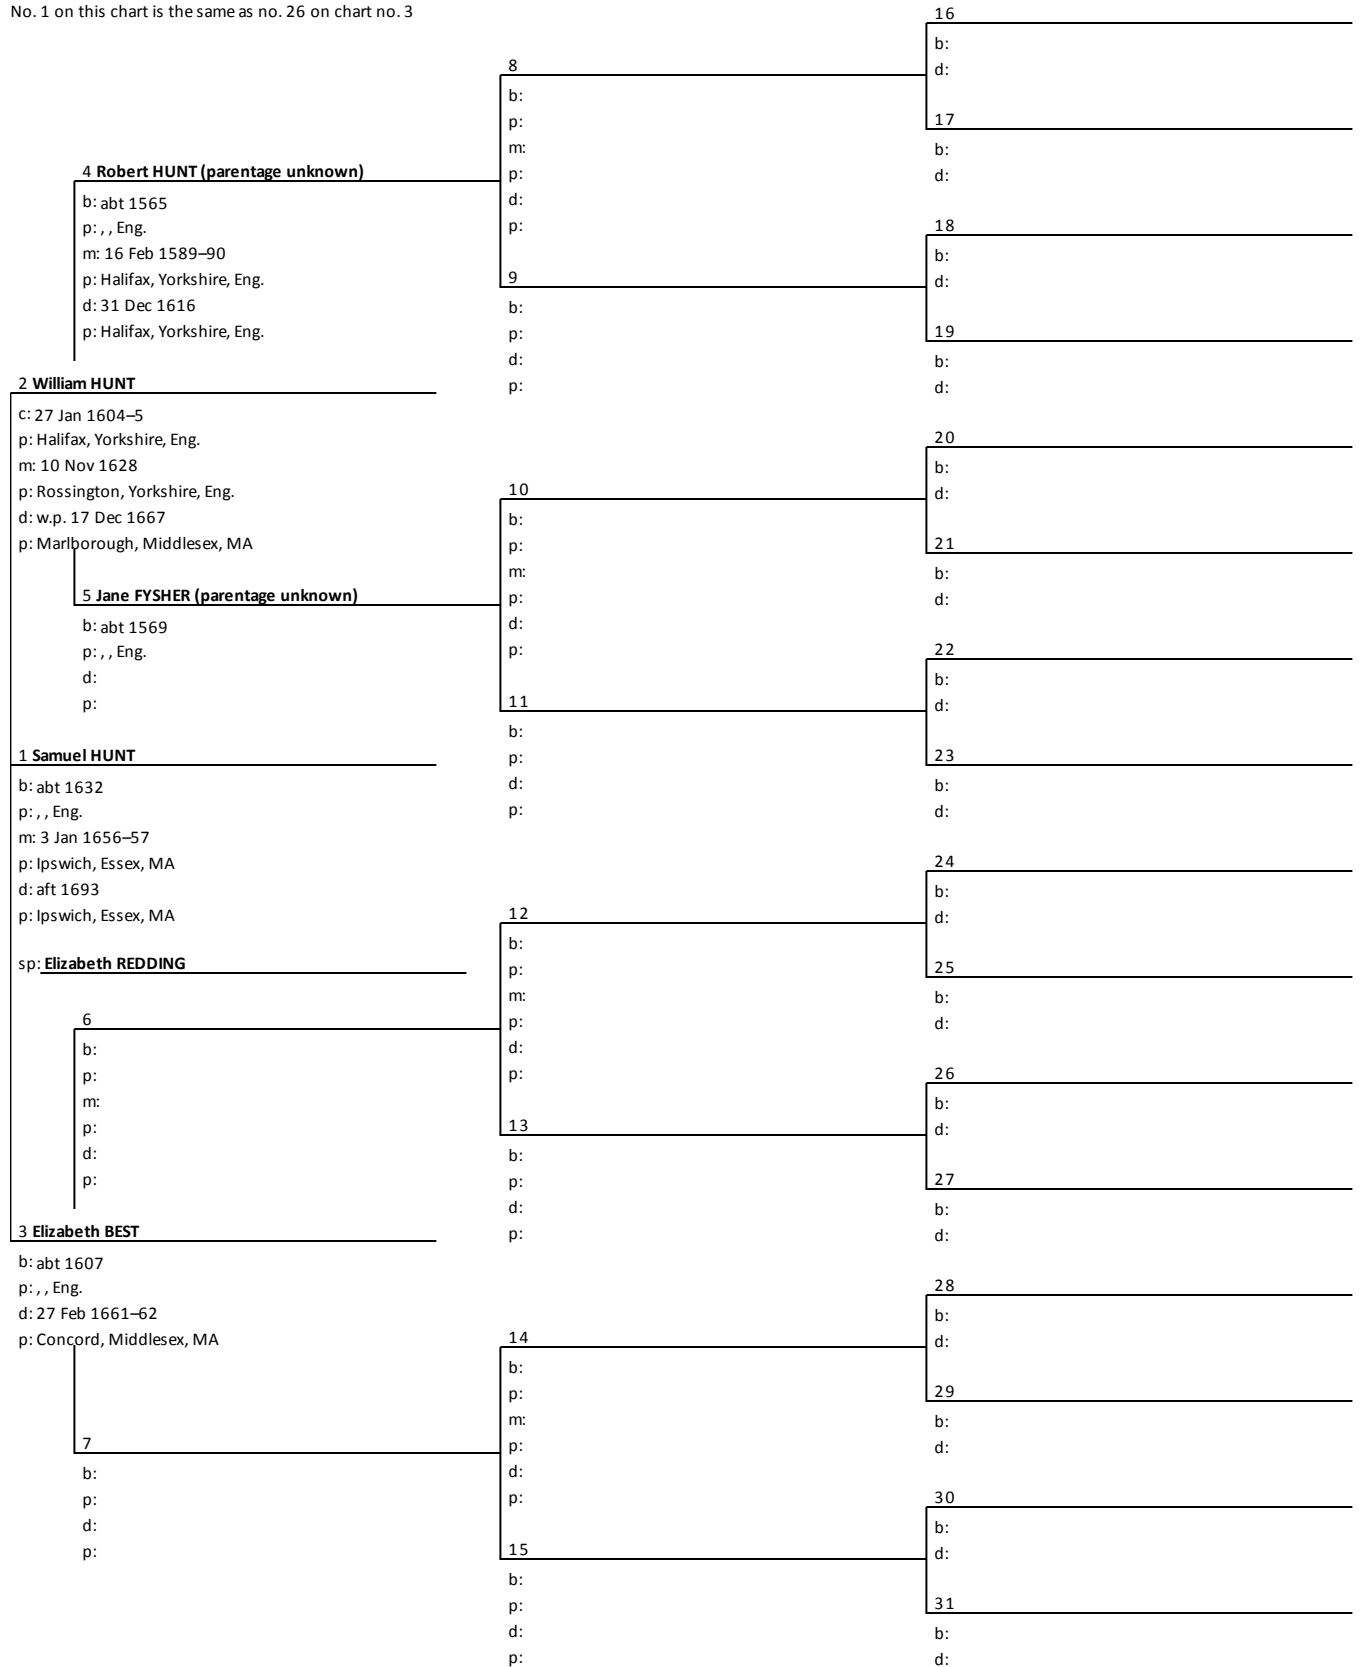 No. 1 on this chart is the same as no. 26 on chart no. 3
16
b:
d:
8
b:
p:
m:
p:
d:
p:
17
b:
d:
4 Robert HUNT (parentage unknown)
b: abt 1565
p: , , Eng.
m: 16 Feb 1589–90
p: Halifax, Yorkshire, Eng.
d: 31 Dec 1616
p: Halifax, Yorkshire, Eng.
18
b:
d:
9
b:
p:
d:
p:
19
b:
d:
2 William HUNT
c: 27 Jan 1604–5
p: Halifax, Yorkshire, Eng.
m: 10 Nov 1628
p: Rossington, Yorkshire, Eng.
d: w.p. 17 Dec 1667
p: Marlborough, Middlesex, MA
20
b:
d:
10
b:
p:
m:
p:
d:
p:
21
b:
d:
5 Jane FYSHER (parentage unknown)
b: abt 1569
p: , , Eng.
d:
p:
22
b:
d:
11
b:
p:
d:
p:
23
b:
d:
1 Samuel HUNT
b: abt 1632
p: , , Eng.
m: 3 Jan 1656–57
p: Ipswich, Essex, MA
d: aft 1693
p: Ipswich, Essex, MA
sp: Elizabeth REDDING
24
b:
d:
12
b:
p:
m:
p:
d:
p:
25
b:
d:
6
b:
p:
m:
p:
d:
p:
26
b:
d:
13
b:
p:
d:
p:
27
b:
d:
3 Elizabeth BEST
b: abt 1607
p: , , Eng.
d: 27 Feb 1661–62
p: Concord, Middlesex, MA
28
b:
d:
14
b:
p:
m:
p:
d:
p:
29
b:
d:
7
b:
p:
d:
p:
30
b:
d:
15
b:
p:
d:
p:
31
b:
d: